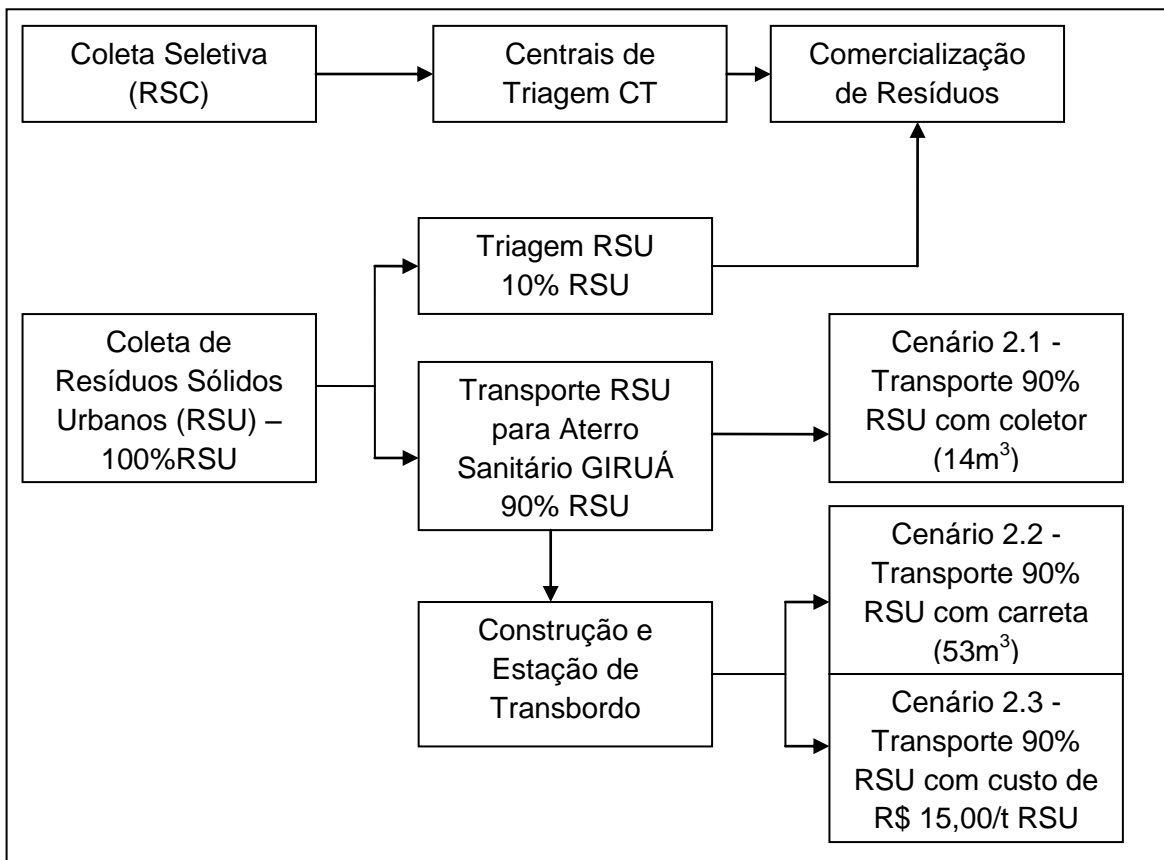 Coleta Seletiva
(RSC)
Centrais de
Triagem CT
Comercialização
de Resíduos
Triagem RSU
10% RSU
Coleta de
Resíduos Sólidos
Urbanos (RSU) –
100%RSU
Transporte RSU
para Aterro
Sanitário GIRUÁ
90% RSU
Cenário 2.1 -
Transporte 90%
RSU com coletor
(14m³)
Construção e
Estação de
Transbordo
Cenário 2.2 -
Transporte 90%
RSU com carreta
(53m³)
Cenário 2.3 -
Transporte 90%
RSU com custo de
R$ 15,00/t RSU